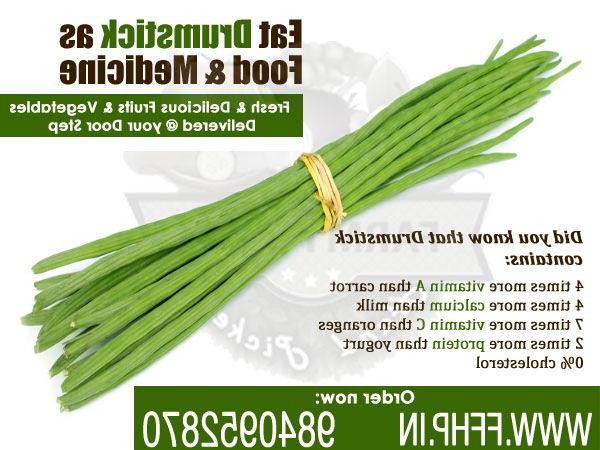 Eat Drumstick as
Food & Medicine
Fresh & Delicious Fruits & Vegetables
Delivered @ your Door Step
Did you know that Drumstick
contains:
4 times more vitamin A than carrot
4 times more calcium than milk
7 times more vitamin C than oranges
2 times more protein than yogurt
0% cholesterol
Order now:
WWW.FFHP.IN 9840952870